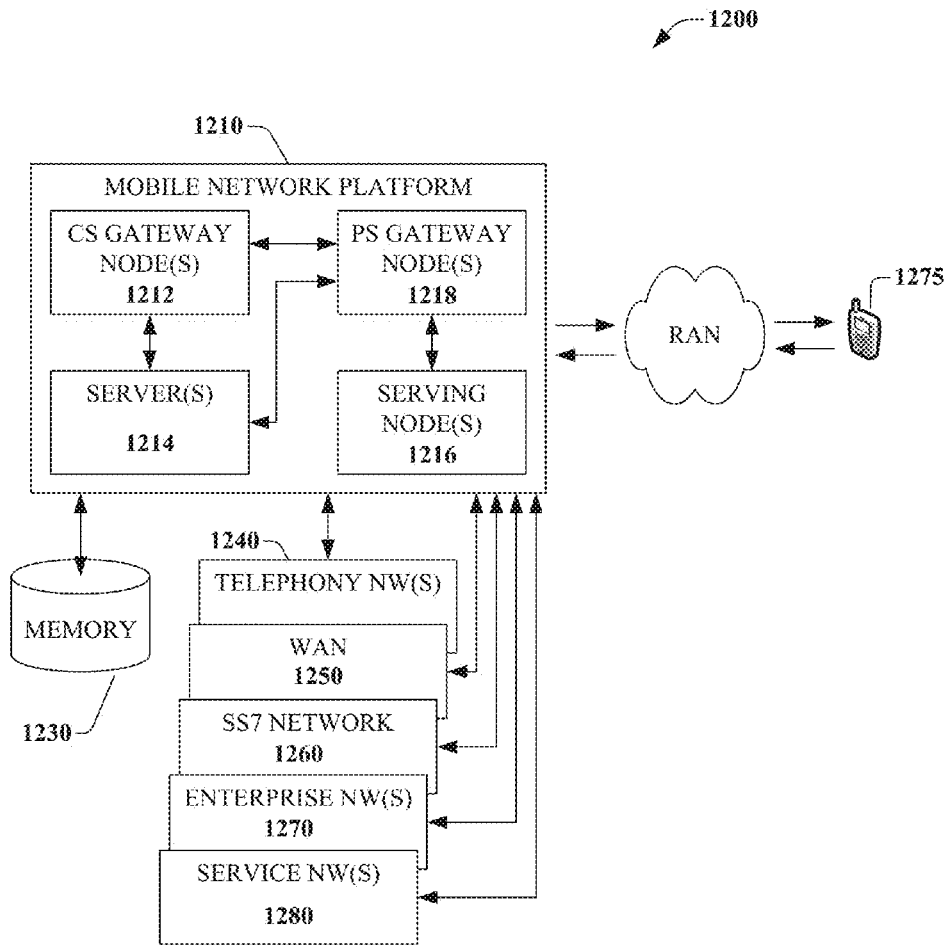 1200
1210
MOBILE NETWORK PLATFORM
CS GATEWAY
NODE(S)
1212
PS GATEWAY
NODE(S)
1218
SERVER(S)
1214
SERVING
NODE(S)
1216
RAN
1275
MEMORY
1230
1240
TELEPHONY NW(S)
WAN
1250
SS7 NETWORK
1260
ENTERPRISE NW(S)
1270
SERVICE NW(S)
1280